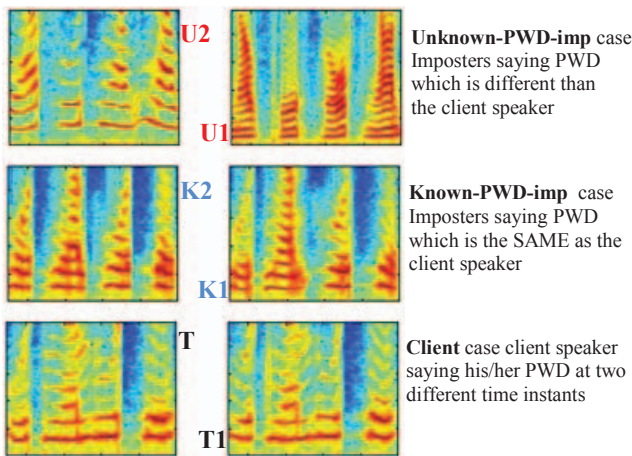 U2
Unknown-PWD-imp case
Imposters saying PWD
which is different than
the client speaker
U1
K2
Known-PWD-imp case
Imposters saying PWD
which is the SAME as the
client speaker
K1
T
Client case client speaker
saying his/her PWD at two
different time instants
T1